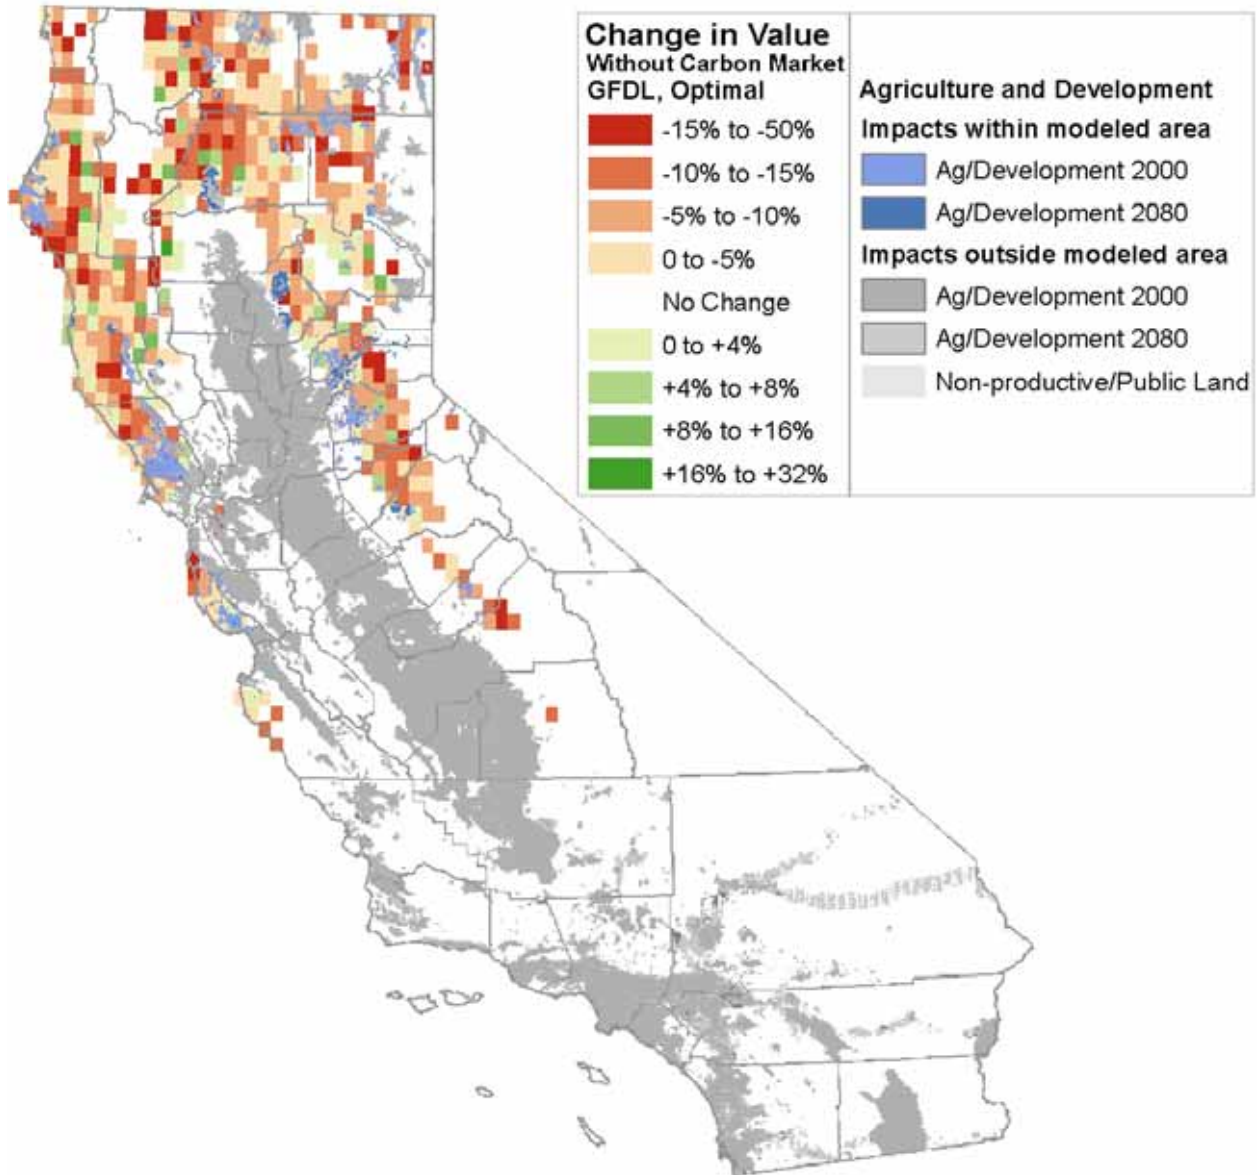 Change in Value
Without Carbon Market
GFDL, Optimal
-15% to -50%
-10% to -15%
-5% to -10%
0 to -5%
No Change
0 to +4%
+4% to +8%
+8% to +16%
+16% to +32%
Agriculture and Development
Impacts within modeled area
Ag/Development 2000
Ag/Development 2080
Impacts outside modeled area
Ag/Development 2000
Ag/Development 2080
Non-productive/Public Land